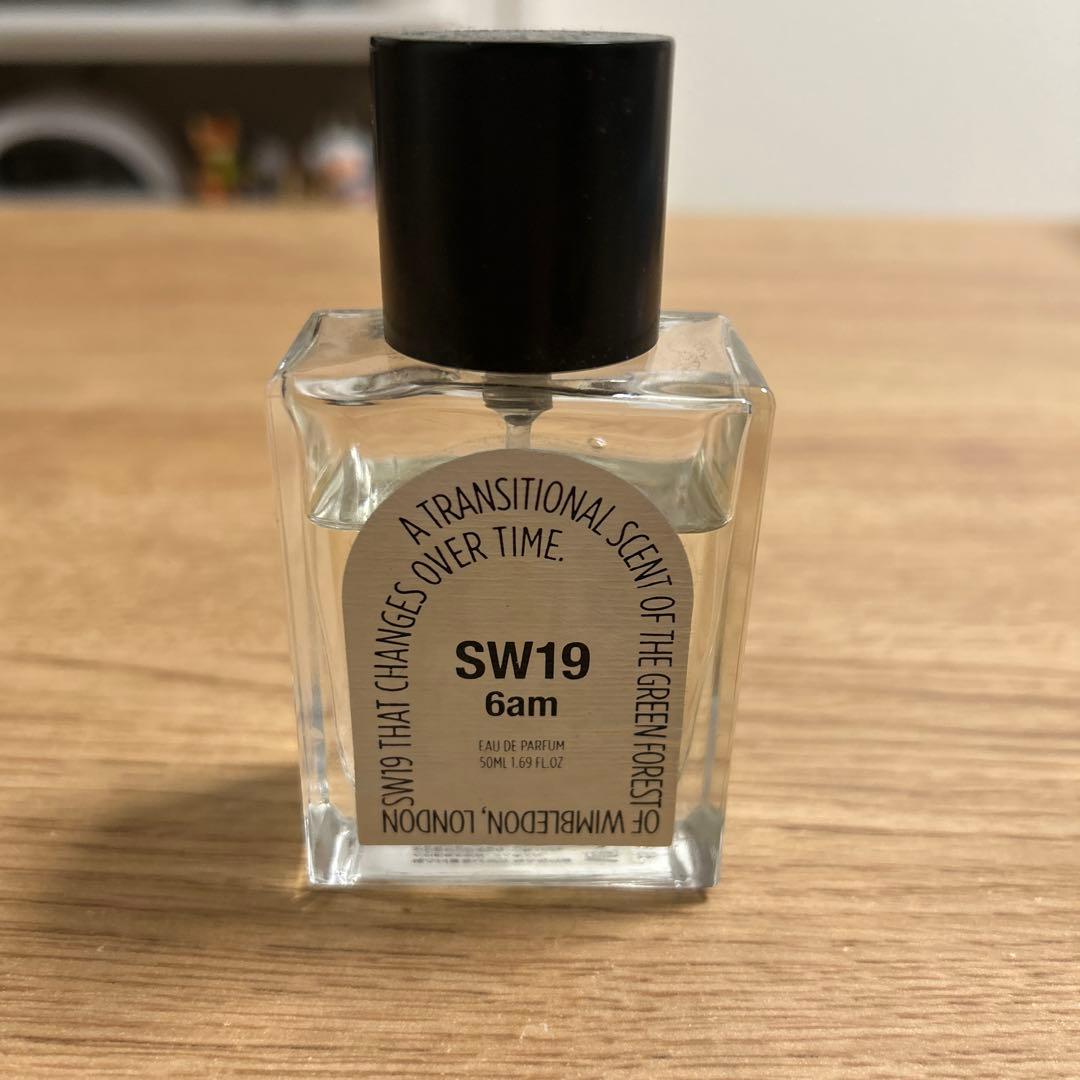 A TRANSITIONAL SCENT OF THE GREEN FOREST
OF WIMBLEDON, LONDON
SW19 THAT CHANGES OVER TIME.
SW19
6am
EAU DE PARFUM
50ML 1.69 FL.OZ